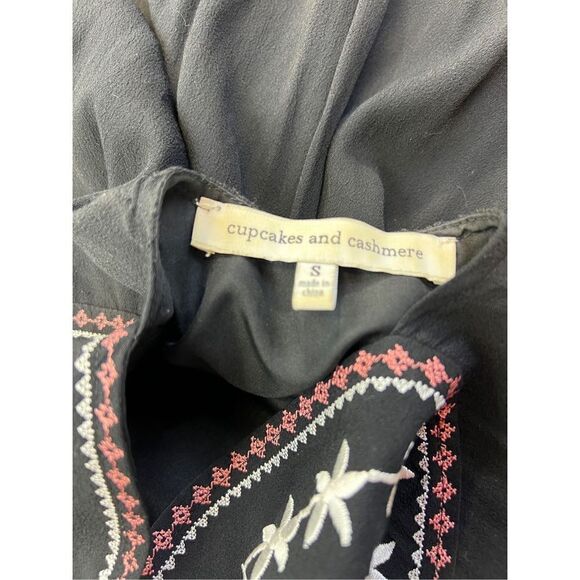 cupcakes and cashmere
S
made in
china